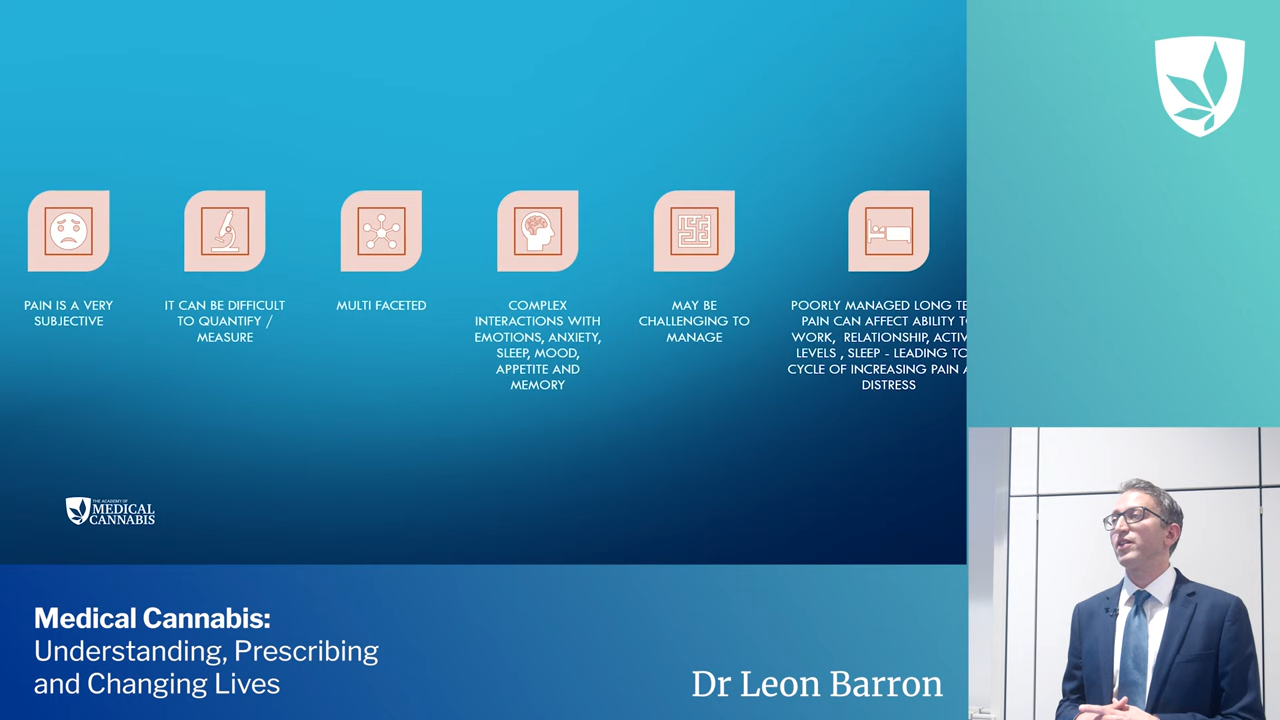 PAIN IS A VERY
SUBJECTIVE
IT CAN BE DIFFICULT
TO QUANTIFY /
MEASURE
MULTI FACETED
COMPLEX
INTERACTIONS WITH
EMOTIONS, ANXIETY,
SLEEP, MOOD,
APPETITE AND
MEMORY
MAY BE
CHALLENGING TO
MANAGE
POORLY MANAGED LONG
PAIN CAN AFFECT ABILITY
WORK, RELATIONSHIP,
LEVELS , SLEEP - LEADING TO
CYCLE OF INCREASING PAIN
DISTRESS
THE ACADEMY OF
MEDICAL
CANNABIS
Medical Cannabis:
Understanding, Prescribing
and Changing Lives
Dr Leon Barron